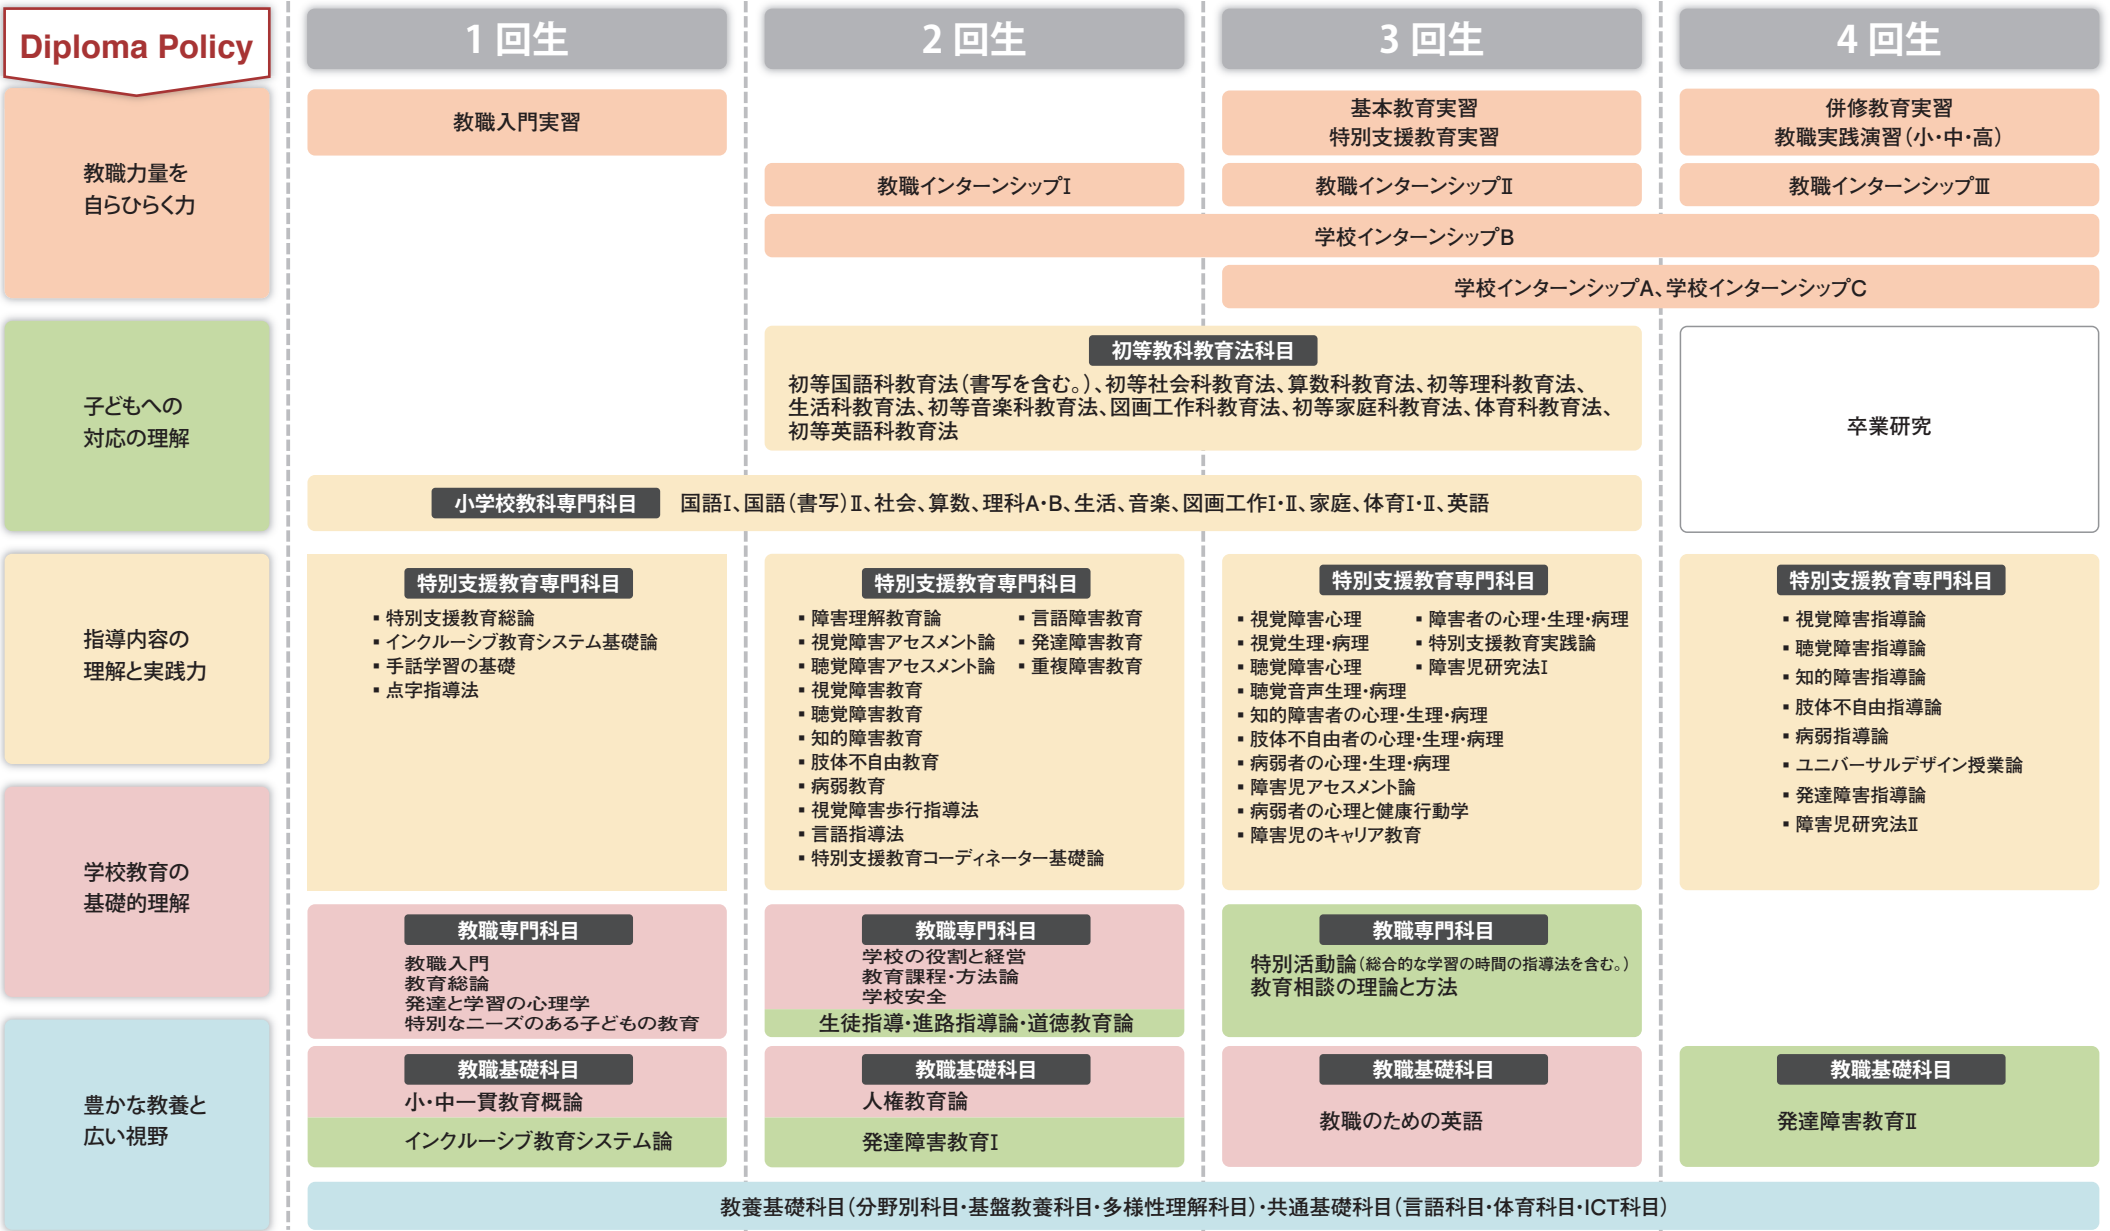 Diploma Policy
1 回生
2 回生
3 回生
4 回生
教職力量を
自らひらく力
教職入門実習
基本教育実習
特別支援教育実習
併修教育実習
教職実践演習(小・中・高)
教職インターンシップⅠ
教職インターンシップⅡ
教職インターンシップⅢ
学校インターンシップB
学校インターンシップA、学校インターンシップC
子どもへの
対応の理解
初等教科教育法科目
初等国語科教育法(書写を含む。)、初等社会科教育法、算数科教育法、初等理科教育法、
生活科教育法、初等音楽科教育法、図画工作科教育法、初等家庭科教育法、体育科教育法、
初等英語科教育法
卒業研究
小学校教科専門科目 国語Ⅰ、国語(書写)Ⅱ、社会、算数、理科A・B、生活、音楽、図画工作Ⅰ・Ⅱ、家庭、体育Ⅰ・Ⅱ、英語
指導内容の
理解と実践力
特別支援教育専門科目
▪ 特別支援教育総論
▪ インクルーシブ教育システム基礎論
▪ 手話学習の基礎
▪ 点字指導法
特別支援教育専門科目
▪ 障害理解教育論
▪ 視覚障害アセスメント論
▪ 聴覚障害アセスメント論
▪ 視覚障害教育
▪ 聴覚障害教育
▪ 知的障害教育
▪ 肢体不自由教育
▪ 病弱教育
▪ 視覚障害歩行指導法
▪ 言語指導法
▪ 特別支援教育コーディネーター基礎論
▪ 言語障害教育
▪ 発達障害教育
▪ 重複障害教育
特別支援教育専門科目
▪ 視覚障害心理
▪ 視覚生理・病理
▪ 聴覚障害心理
▪ 聴覚音声生理・病理
▪ 知的障害者の心理・生理・病理
▪ 肢体不自由者の心理・生理・病理
▪ 病弱者の心理・生理・病理
▪ 障害児アセスメント論
▪ 病弱者の心理と健康行動学
▪ 障害児のキャリア教育
▪ 障害者の心理・生理・病理
▪ 特別支援教育実践論
▪ 障害児研究法Ⅰ
特別支援教育専門科目
▪ 視覚障害指導論
▪ 聴覚障害指導論
▪ 知的障害指導論
▪ 肢体不自由指導論
▪ 病弱指導論
▪ ユニバーサルデザイン授業論
▪ 発達障害指導論
▪ 障害児研究法Ⅱ
学校教育の
基礎的理解
教職専門科目
教職入門
教育総論
発達と学習の心理学
特別なニーズのある子どもの教育
教職専門科目
学校の役割と経営
教育課程・方法論
学校安全
生徒指導・進路指導論・道徳教育論
教職専門科目
特別活動論(総合的な学習の時間の指導法を含む。)
教育相談の理論と方法
豊かな教養と
広い視野
教職基礎科目
小・中一貫教育概論
インクルーシブ教育システム論
教職基礎科目
人権教育論
発達障害教育Ⅰ
教職基礎科目
教職のための英語
教職基礎科目
発達障害教育Ⅱ
教養基礎科目(分野別科目・基盤教養科目・多様性理解科目)・共通基礎科目(言語科目・体育科目・ICT科目)